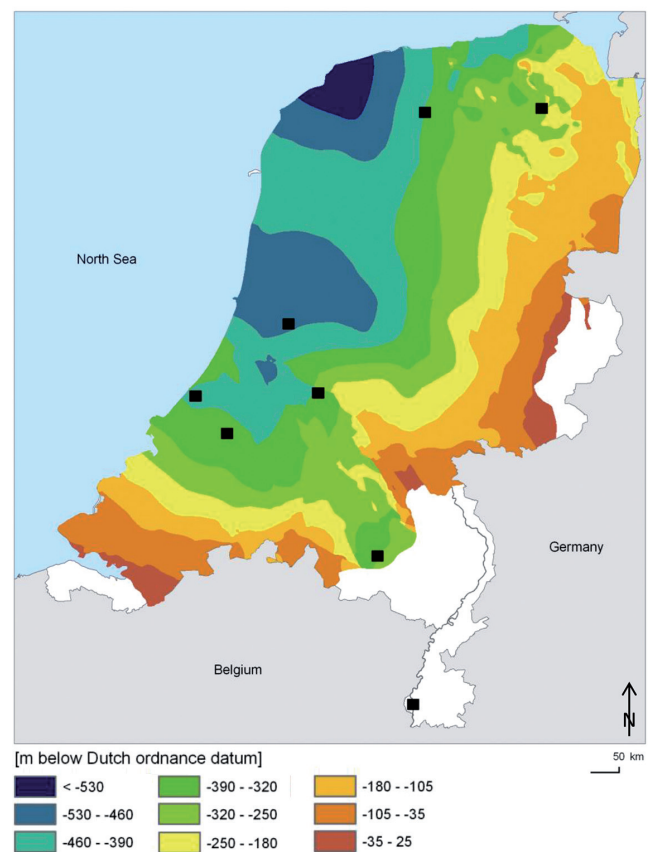 North Sea
Germany
Belgium
N
[m below Dutch ordnance datum]
50 km
< -530
-390 - -320
-180 - -105
-530 - -460
-320 - -250
-105 - -35
-460 - -390
-250 - -180
-35 - 25